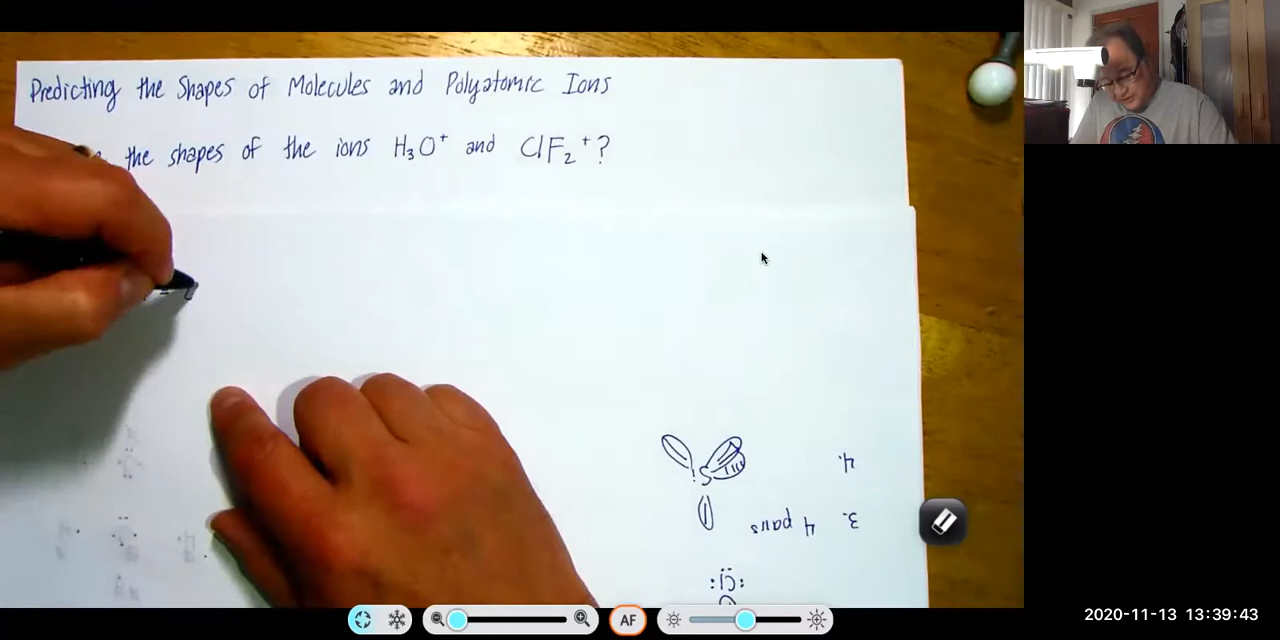 Predicting the Shapes of Molecules and Polyatomic Ions
the shapes of the ions H₃O⁺ and ClF₂⁺?
4.
S
3. 4 pairs
:Cl:
AF
2020-11-13 13:39:43